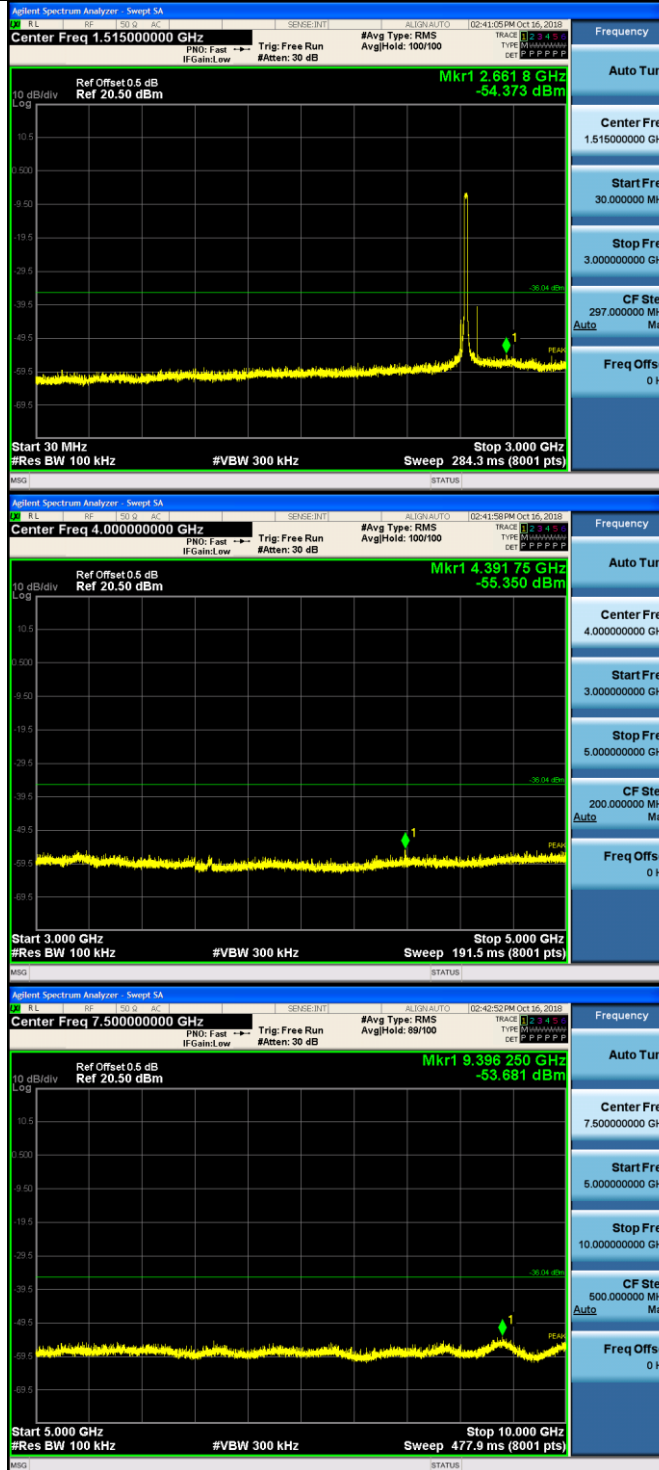 Agilent Spectrum Analyzer - Swept SA
RL RF 50 Ω AC SENSE:INT ALIGNAUTO 02:41:05PM Oct 16, 2018
Center Freq 1.515000000 GHz
PNO: Fast Trig: Free Run
IFGain:Low #Atten: 30 dB
#Avg Type: RMS
Avg|Hold: 100/100
TRACE 1 2 3 4 5 6
TYPE M
DET P P P P P P
Frequency
Auto Tun
Mkr1 2.661 8 GHz
-54.373 dBm
Ref Offset 0.5 dB
10 dB/div Ref 20.50 dBm
Log
10.5
0.500
-9.50
-19.5
-29.5
-39.5
-49.5
-59.5
-69.5
-36.04 dBm
1
PEAK
Center Fre
1.515000000 GH
Start Fre
30.000000 MH
Stop Fre
3.000000000 GH
CF Ste
297.000000 MH
Auto Ma
Freq Offs
0 H
Start 30 MHz Stop 3.000 GHz
#Res BW 100 kHz #VBW 300 kHz Sweep 284.3 ms (8001 pts)
MSG STATUS
Agilent Spectrum Analyzer - Swept SA
RL RF 50 Ω AC SENSE:INT ALIGNAUTO 02:41:58PM Oct 16, 2018
Center Freq 4.000000000 GHz
PNO: Fast Trig: Free Run
IFGain:Low #Atten: 30 dB
#Avg Type: RMS
Avg|Hold: 100/100
TRACE 1 2 3 4 5 6
TYPE M
DET P P P P P P
Frequency
Auto Tun
Mkr1 4.391 75 GHz
-55.350 dBm
Ref Offset 0.5 dB
10 dB/div Ref 20.50 dBm
Log
10.5
0.500
-9.50
-19.5
-29.5
-39.5
-49.5
-59.5
-69.5
-36.04 dBm
1
PEAK
Center Fre
4.000000000 GH
Start Fre
3.000000000 GH
Stop Fre
5.000000000 GH
CF Ste
200.000000 MH
Auto Ma
Freq Offs
0 H
Start 3.000 GHz Stop 5.000 GHz
#Res BW 100 kHz #VBW 300 kHz Sweep 191.5 ms (8001 pts)
MSG STATUS
Agilent Spectrum Analyzer - Swept SA
RL RF 50 Ω AC SENSE:INT ALIGNAUTO 02:42:52PM Oct 16, 2018
Center Freq 7.500000000 GHz
PNO: Fast Trig: Free Run
IFGain:Low #Atten: 30 dB
#Avg Type: RMS
Avg|Hold: 89/100
TRACE 1 2 3 4 5 6
TYPE M
DET P P P P P P
Frequency
Auto Tun
Mkr1 9.396 250 GHz
-53.681 dBm
Ref Offset 0.5 dB
10 dB/div Ref 20.50 dBm
Log
10.5
0.500
-9.50
-19.5
-29.5
-39.5
-49.5
-59.5
-69.5
-36.04 dBm
1
PEAK
Center Fre
7.500000000 GH
Start Fre
5.000000000 GH
Stop Fre
10.000000000 GH
CF Ste
500.000000 MH
Auto Ma
Freq Offs
0 H
Start 5.000 GHz Stop 10.000 GHz
#Res BW 100 kHz #VBW 300 kHz Sweep 477.9 ms (8001 pts)
MSG STATUS